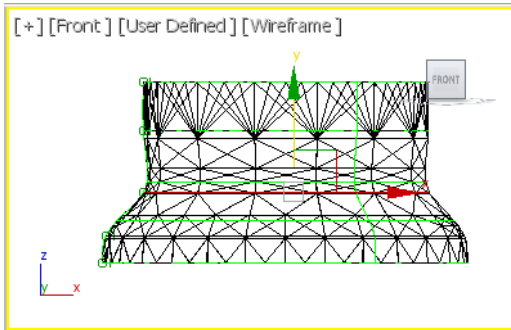 [+] [Front] [User Defined] [Wireframe]
y
FRONT
x
z
y
x